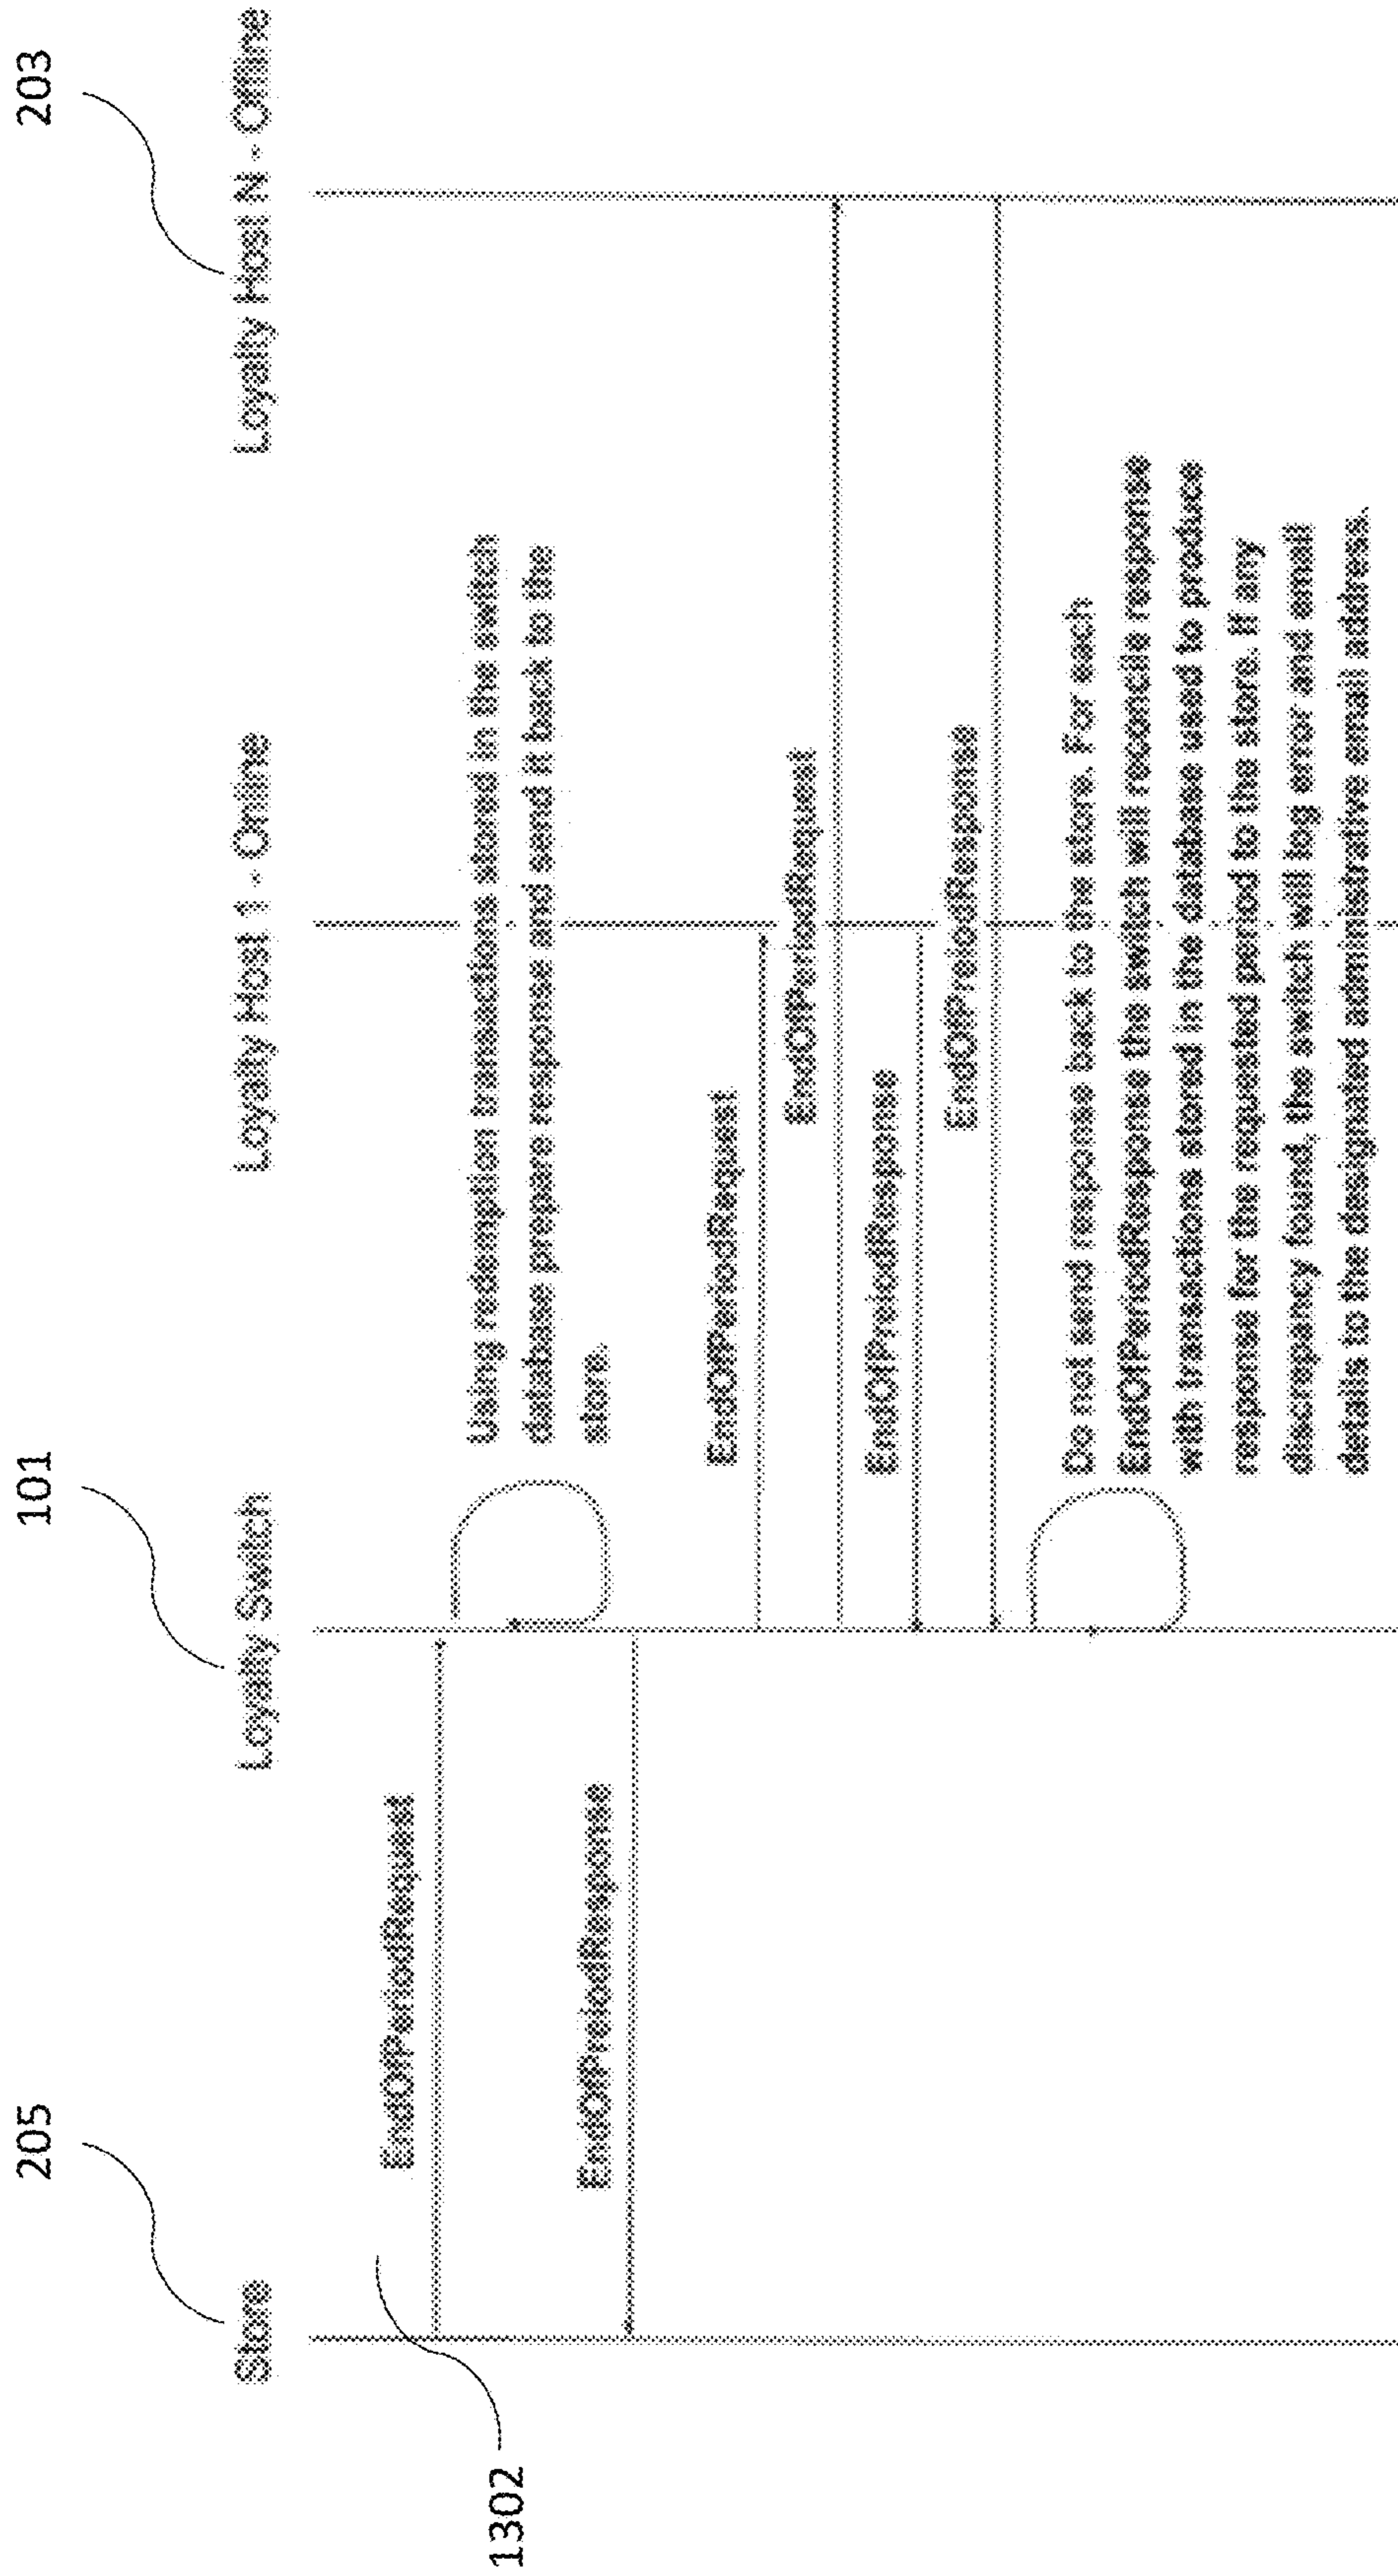 205
101
203
Store
Loyalty Switch
Loyalty Host 1 - Online
Loyalty Host N - Offline
1302
EndOfPeriodRequest
Using redemption transactions stored in the switch
database prepare response and send it back to the
store.
EndOfPreiodResponse
EndOfPeriodRequest
EndOfPeriodRequest
EndOfPreiodResponse
EndOfPreiodResponse
Do not send response back to the store. For each
EndOfPeriodResponse the switch will reconcile response
with transactions stored in the database used to produce
response for the requested period to the store. If any
discrepancy found, the switch will log error and email
details to the designated administrative email address.